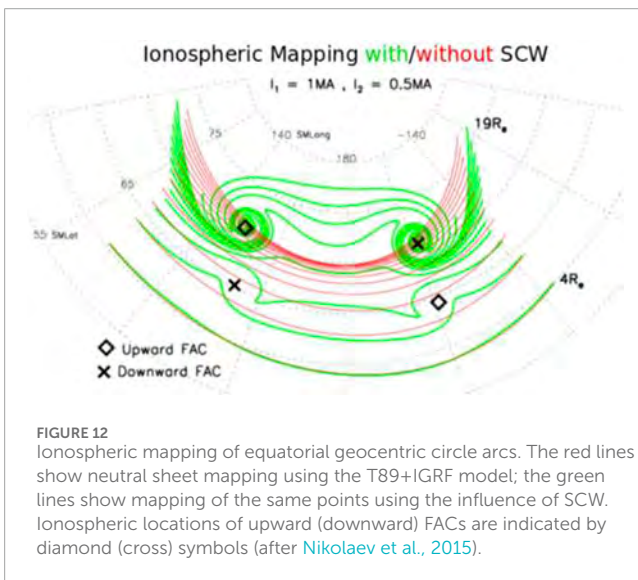 Ionospheric Mapping with/without SCW
I₁ = 1MA , I₂ = 0.5MA
19Rₑ
75
140 SMLong
-140
180
65
55 SMLat
4Rₑ
◇ Upward FAC
× Downward FAC
FIGURE 12
Ionospheric mapping of equatorial geocentric circle arcs. The red lines
show neutral sheet mapping using the T89+IGRF model; the green
lines show mapping of the same points using the influence of SCW.
Ionospheric locations of upward (downward) FACs are indicated by
diamond (cross) symbols (after Nikolaev et al., 2015).